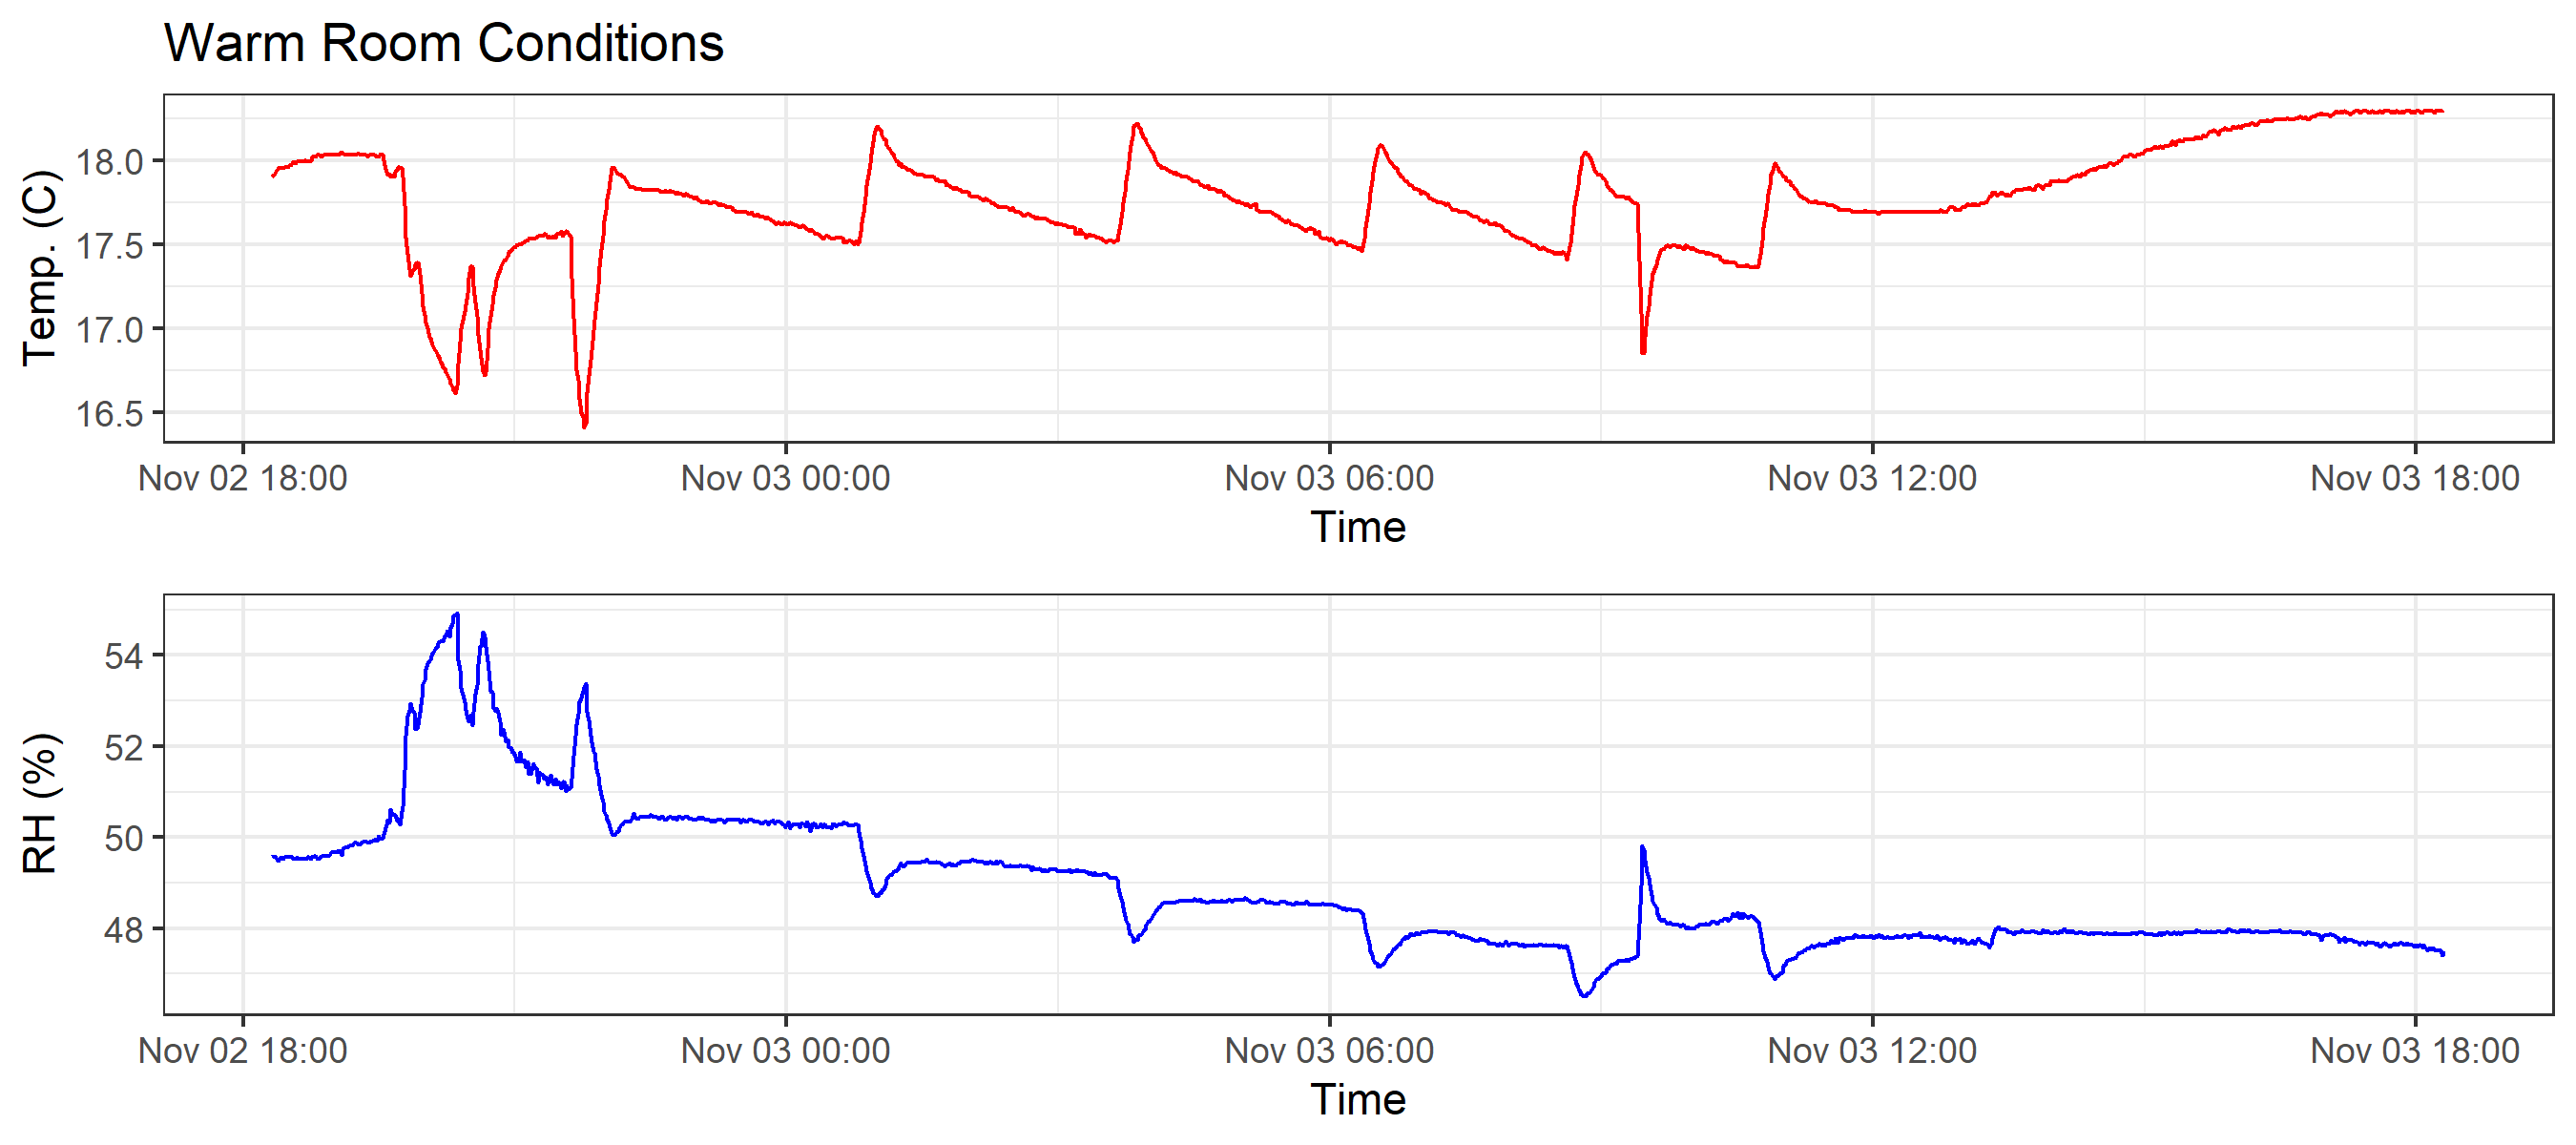 Warm Room Conditions
Temp. (C)
18.0
17.5
17.0
16.5
Nov 02 18:00 Nov 03 00:00 Nov 03 06:00 Nov 03 12:00 Nov 03 18:00
Time
RH (%)
54
52
50
48
Nov 02 18:00 Nov 03 00:00 Nov 03 06:00 Nov 03 12:00 Nov 03 18:00
Time